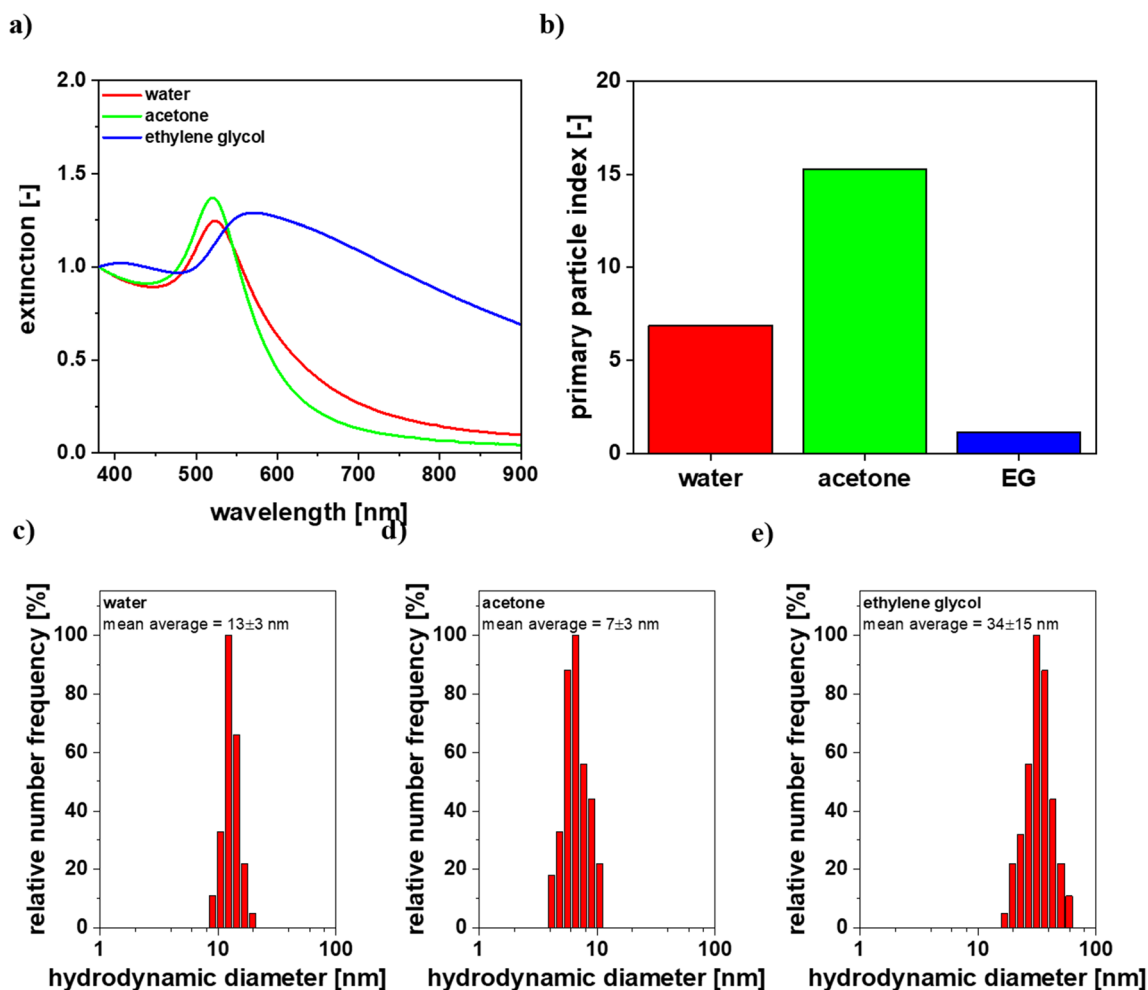 a)
2.0
1.5
1.0
0.5
0.0
400 500 600 700 800 900
extinction [-]
wavelength [nm]
water
acetone
ethylene glycol
b)
20
15
10
5
0
water acetone EG
primary particle index [-]
c)
water
mean average = 13±3 nm
100
80
60
40
20
0
1 10 100
relative number frequency [%]
hydrodynamic diameter [nm]
d)
acetone
mean average = 7±3 nm
100
80
60
40
20
0
1 10 100
relative number frequency [%]
hydrodynamic diameter [nm]
e)
ethylene glycol
mean average = 34±15 nm
100
80
60
40
20
0
1 10 100
relative number frequency [%]
hydrodynamic diameter [nm]